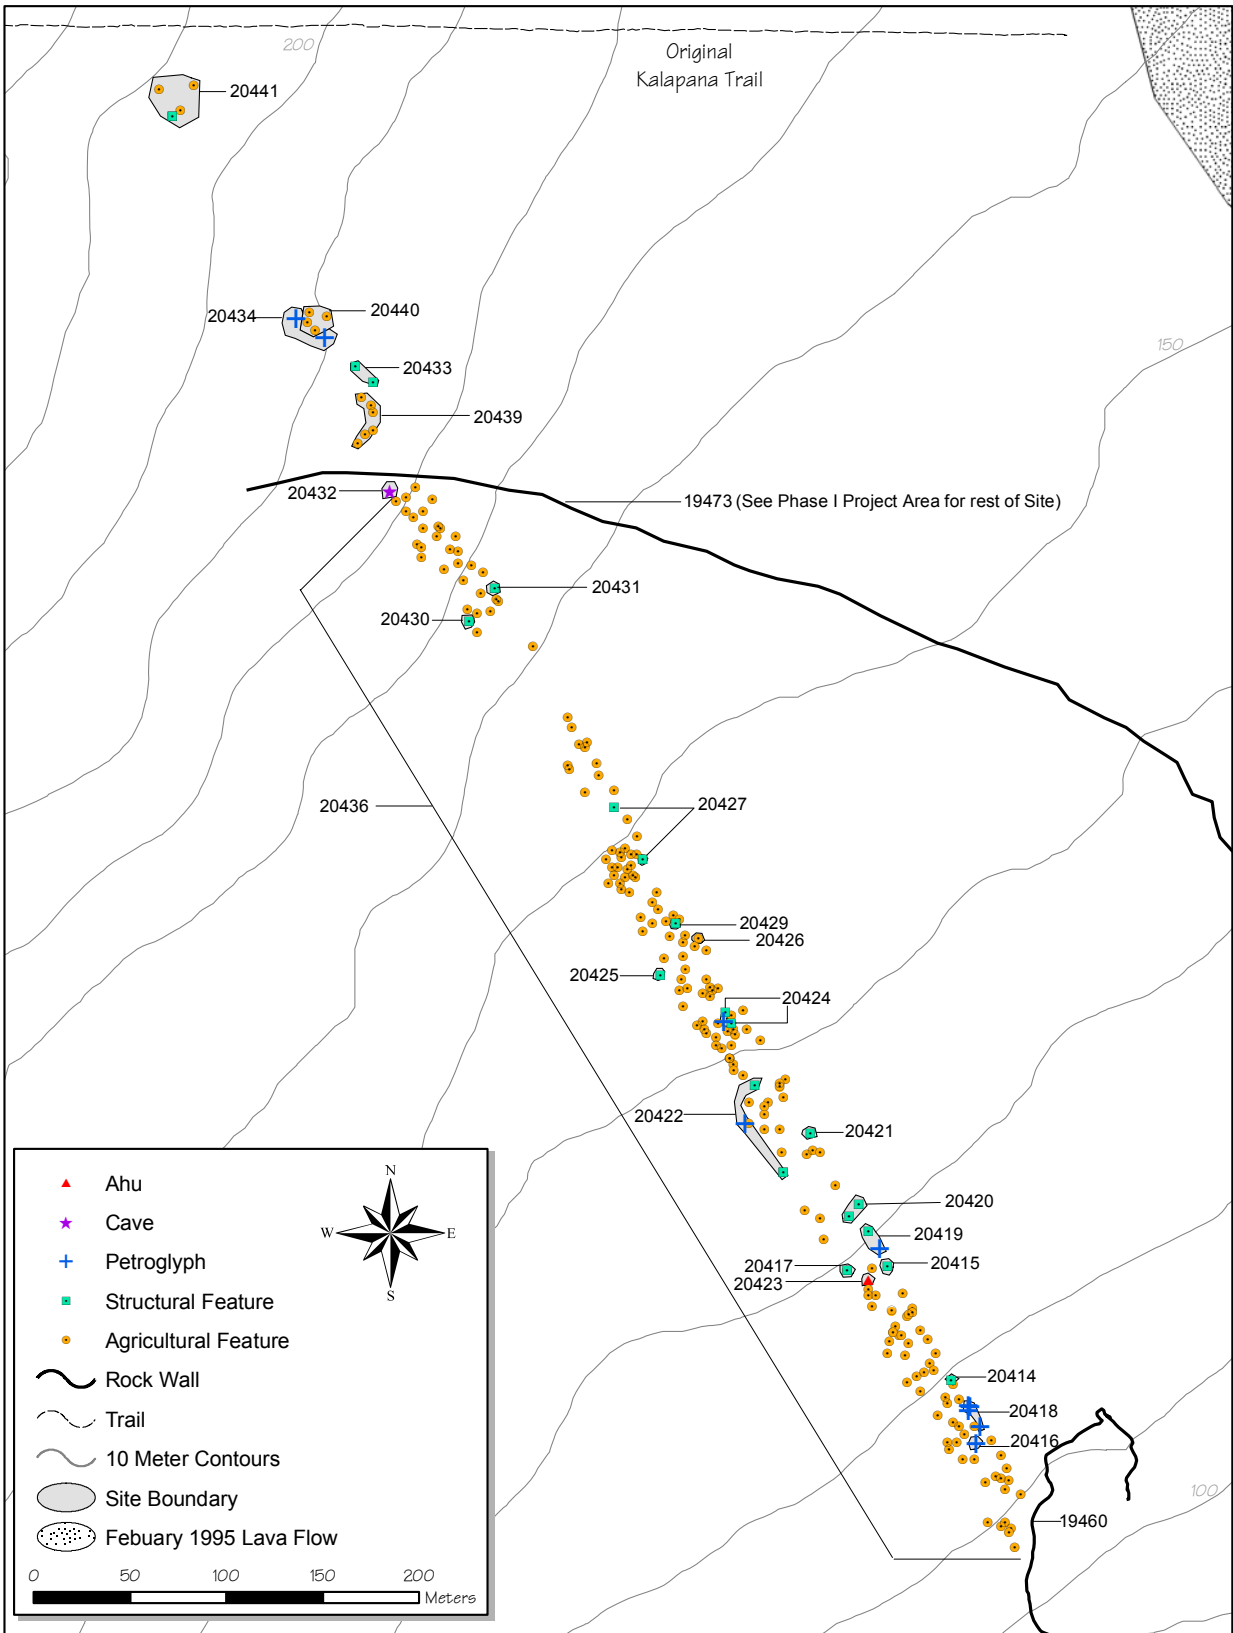 200
Original
Kalapana Trail
20441
150
20434
20440
20433
20439
20432
19473 (See Phase I Project Area for rest of Site)
20431
20430
20436
20427
20429
20426
20425
20424
20422
20421
20420
20419
20417
20415
20423
20414
20418
20416
100
19460
Ahu
Cave
Petroglyph
Structural Feature
Agricultural Feature
Rock Wall
Trail
10 Meter Contours
Site Boundary
Febuary 1995 Lava Flow
N
W
E
S
0 50 100 150 200
Meters